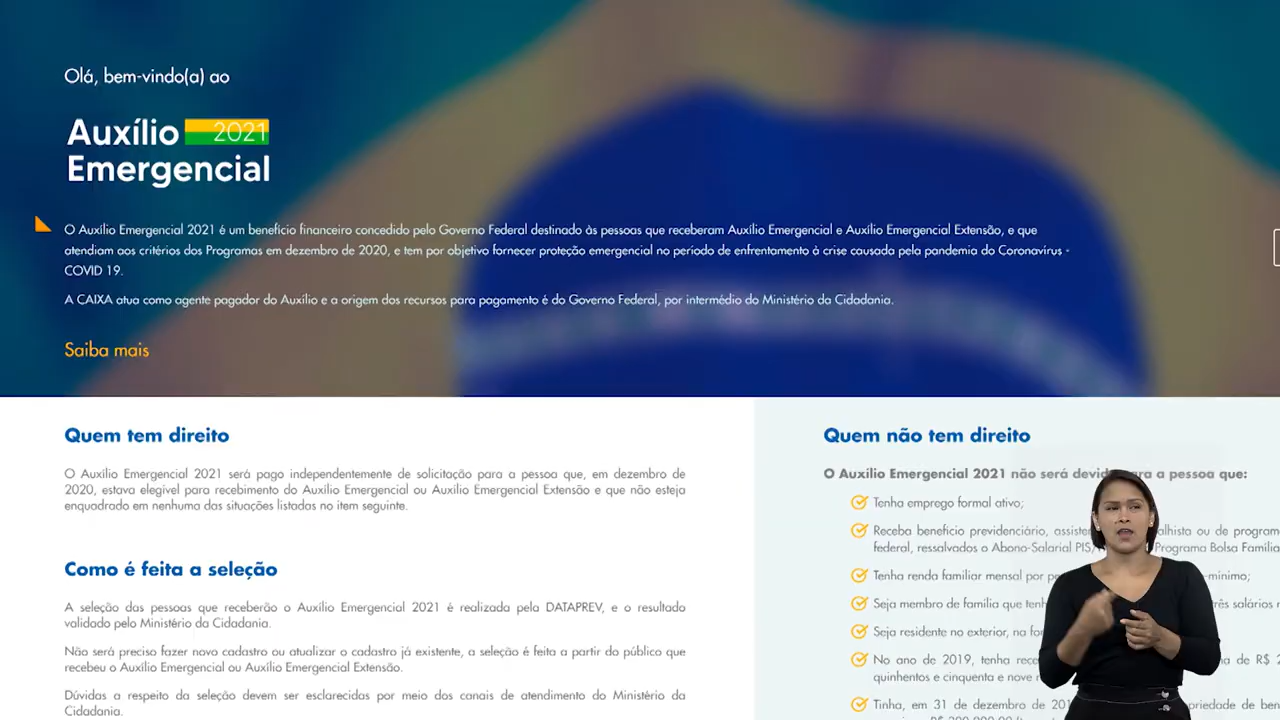 Olá, bem-vindo(a) ao
Auxílio 2021
Emergencial
O Auxílio Emergencial 2021 é um benefício financeiro concedido pelo Governo Federal destinado às pessoas que receberam Auxílio Emergencial e Auxílio Emergencial Extensão, e que
atendiam aos critérios dos Programas em dezembro de 2020, e tem por objetivo fornecer proteção emergencial no período de enfrentamento à crise causada pela pandemia do Coronavírus -
COVID 19.
A CAIXA atua como agente pagador do Auxílio e a origem dos recursos para pagamento é do Governo Federal, por intermédio do Ministério da Cidadania.
Saiba mais
Quem tem direito
O Auxílio Emergencial 2021 será pago independentemente de solicitação para a pessoa que, em dezembro de
2020, estava elegível para recebimento do Auxílio Emergencial ou Auxílio Emergencial Extensão e que não esteja
enquadrado em nenhuma das situações listadas no item seguinte.
Como é feita a seleção
A seleção das pessoas que receberão o Auxílio Emergencial 2021 é realizada pela DATAPREV, e o resultado
validado pelo Ministério da Cidadania.
Não será preciso fazer novo cadastro ou atualizar o cadastro já existente, a seleção é feita a partir do público que
recebeu o Auxílio Emergencial ou Auxílio Emergencial Extensão.
Dúvidas a respeito da seleção devem ser esclarecidas por meio dos canais de atendimento do Ministério da
Cidadania.
Quem não tem direito
O Auxílio Emergencial 2021 não será devido para a pessoa que:
Tenha emprego formal ativo;
Receba benefício previdenciário, ou de
federal, ressalvados o Abono-Salarial Programa Bolsa Família
Tenha renda familiar mensal por
Seja membro de família que três salários
Seja residente no exterior, na
No ano de 2019, tenha de R$
quinhentos e cinquenta e nove
Tinha, em 31 de dezembro de de